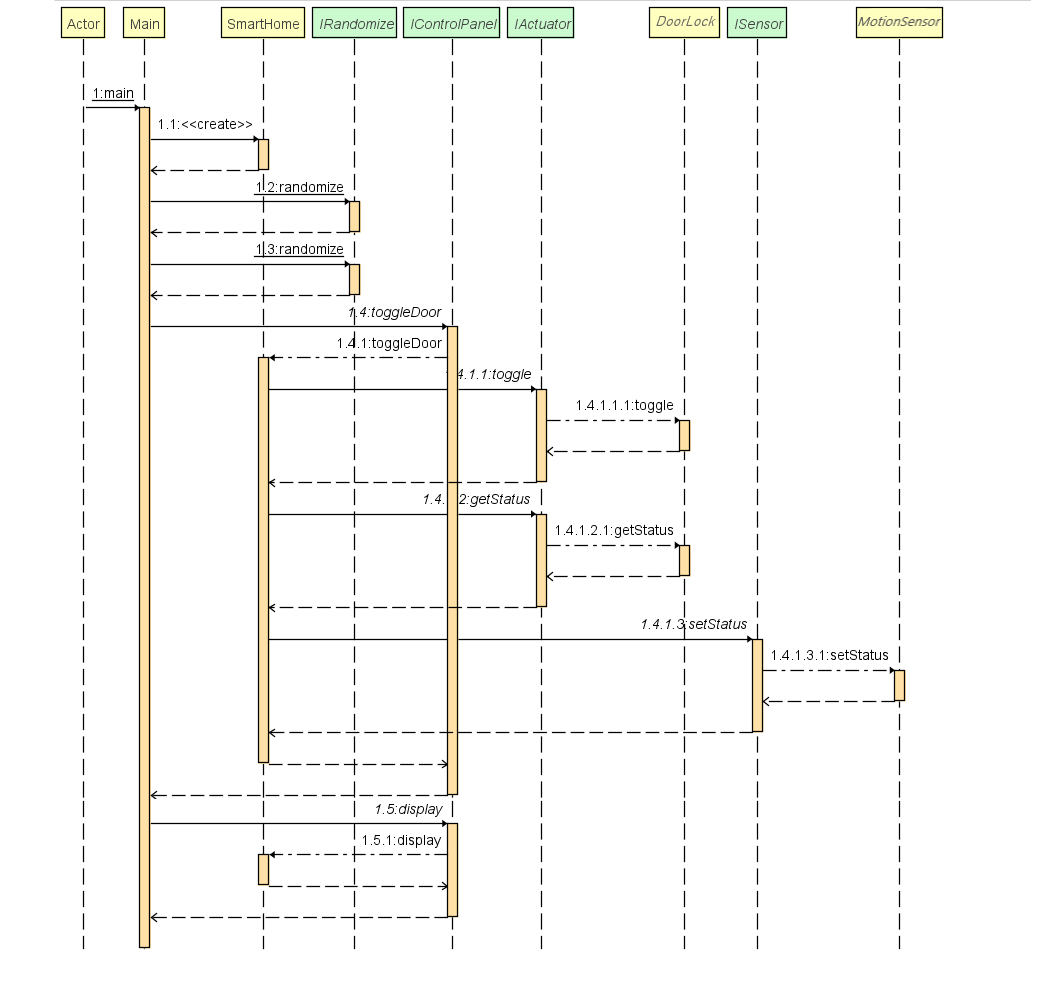 Actor
Main
SmartHome
IRandomize
IControlPanel
IActuator
DoorLock
ISensor
MotionSensor
1:main
1.1:<<create>>
1.2:randomize
1.3:randomize
1.4:toggleDoor
1.4.1:toggleDoor
.4.1.1:toggle
1.4.1.1.1:toggle
1.4. 2:getStatus
1.4.1.2.1:getStatus
1.4.1.3:setStatus
1.4.1.3.1:setStatus
1.5:display
1.5.1:display